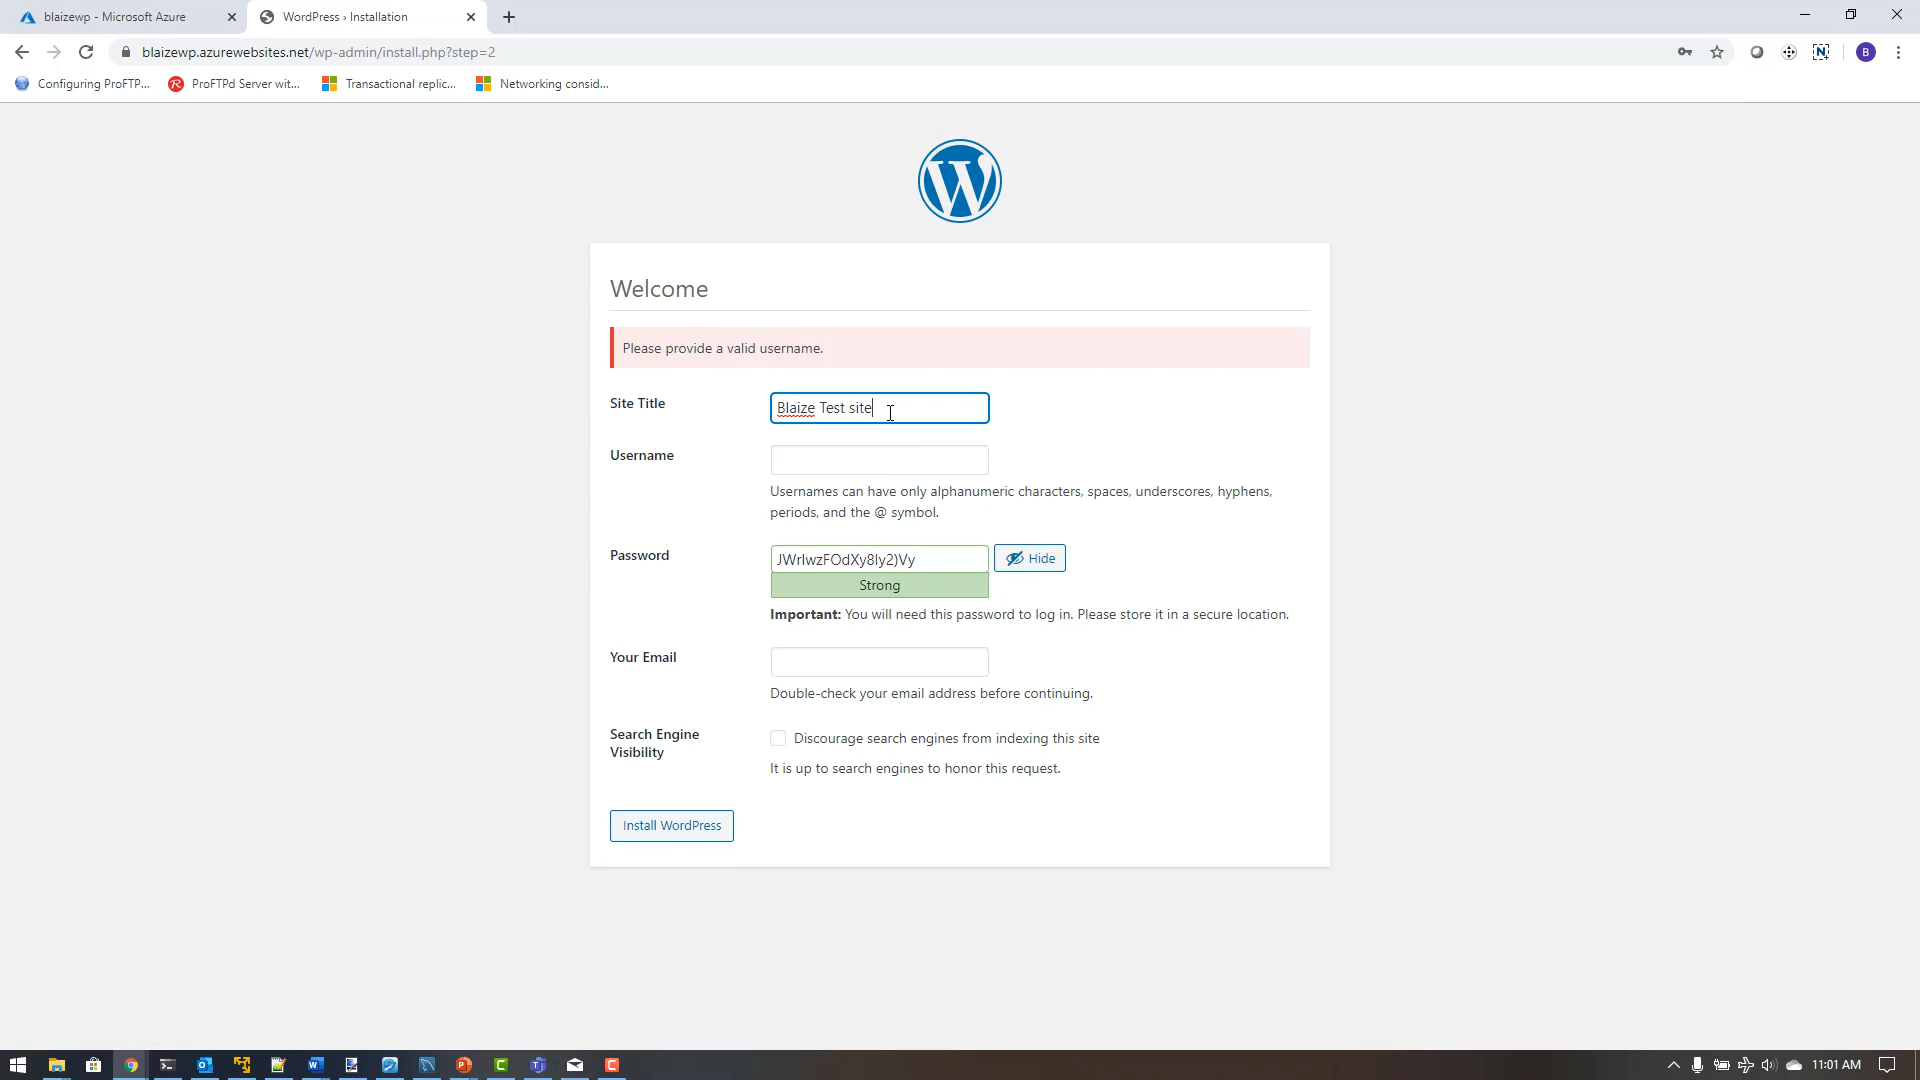 blaizewp - Microsoft Azure
WordPress › Installation
blaizewp.azurewebsites.net/wp-admin/install.php?step=2
B
Configuring ProFTP...
ProFTPd Server wit...
Transactional replic...
Networking consid...
Welcome
Please provide a valid username.
Site Title
Blaize Test site
Username
Usernames can have only alphanumeric characters, spaces, underscores, hyphens,
periods, and the @ symbol.
Password
Hide
Strong
Important: You will need this password to log in. Please store it in a secure location.
Your Email
Double-check your email address before continuing.
Search Engine
Visibility
Discourage search engines from indexing this site
It is up to search engines to honor this request.
Install WordPress
11:01 AM